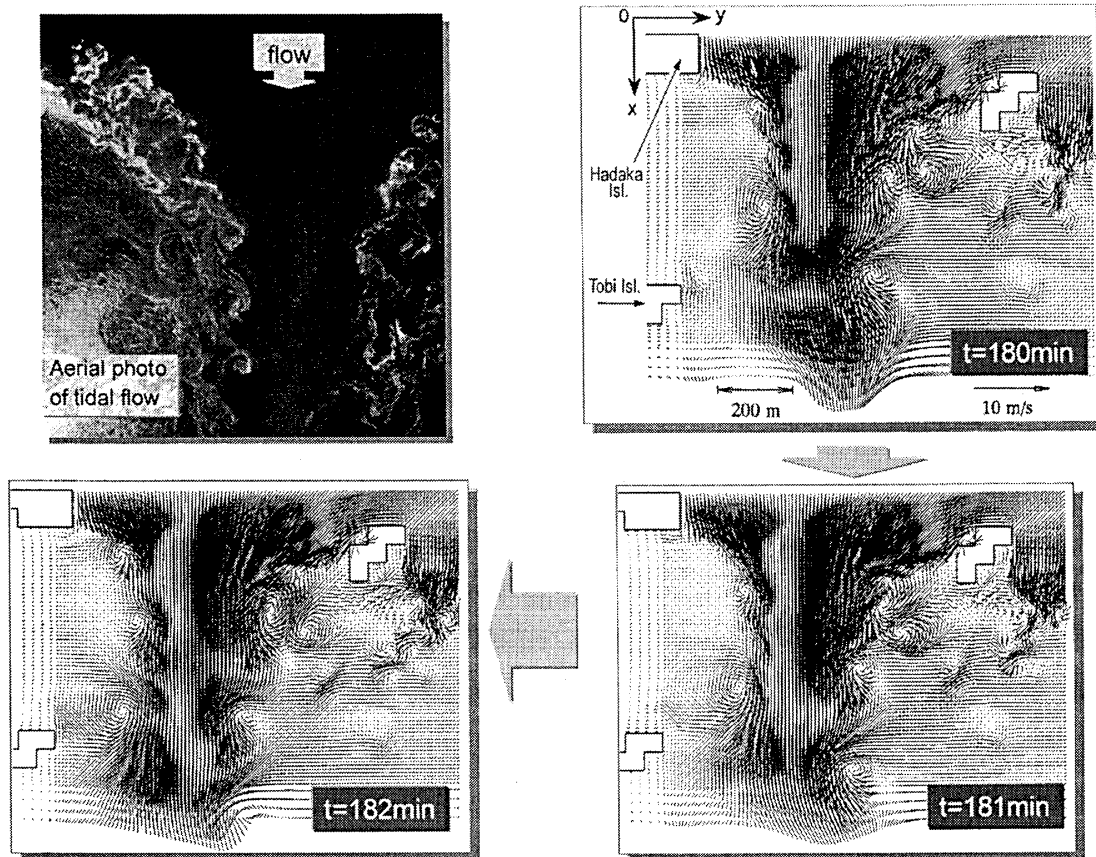 flow
Aerial photo
of tidal flow
0
y
x
Hadaka
Isl.
Tobi Isl.
t=180min
200 m
10 m/s
t=182min
t=181min